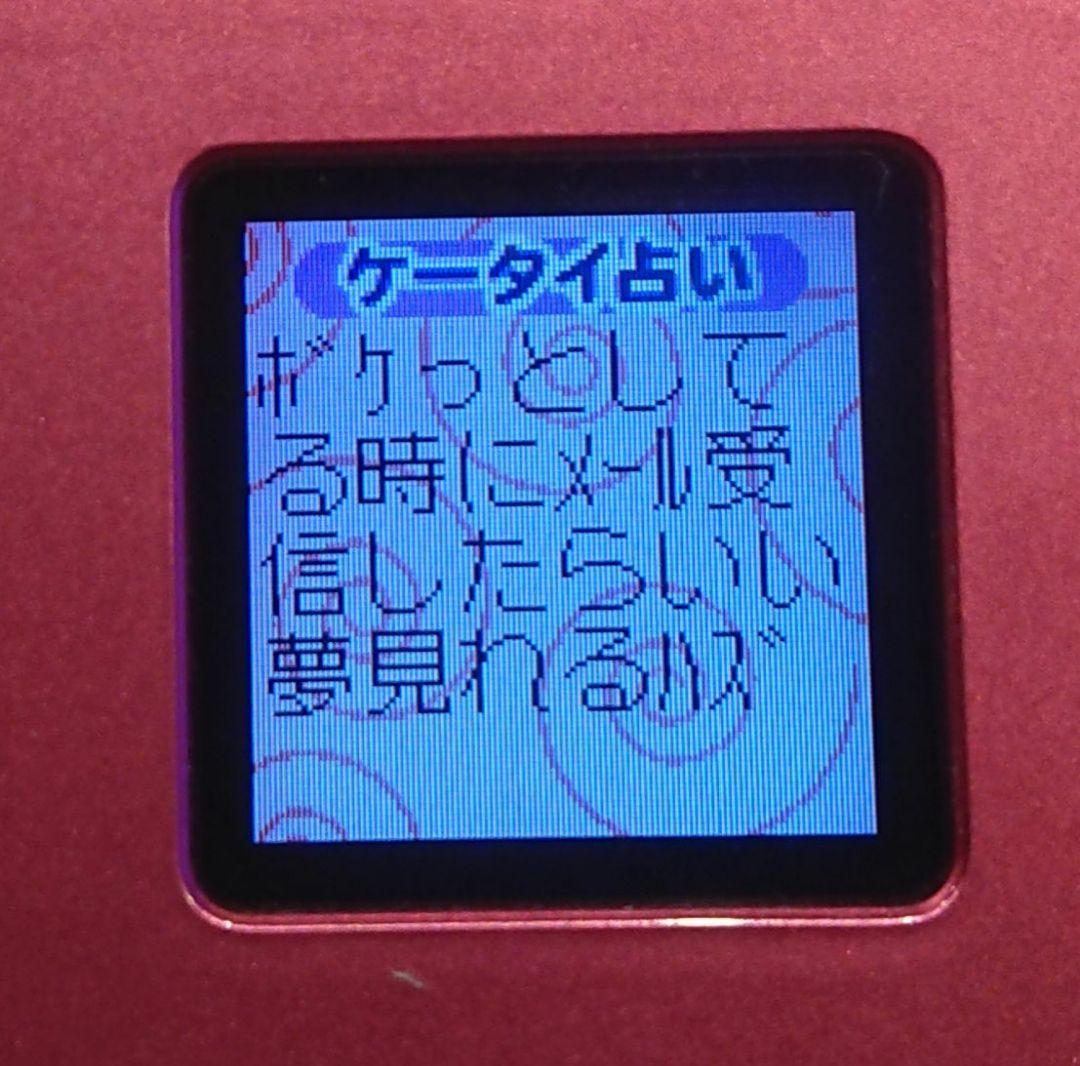 ケータイ占い
ﾎﾞｹっとして
る時にﾒｰﾙ受
信したらいい
夢見れるﾊｽﾞ